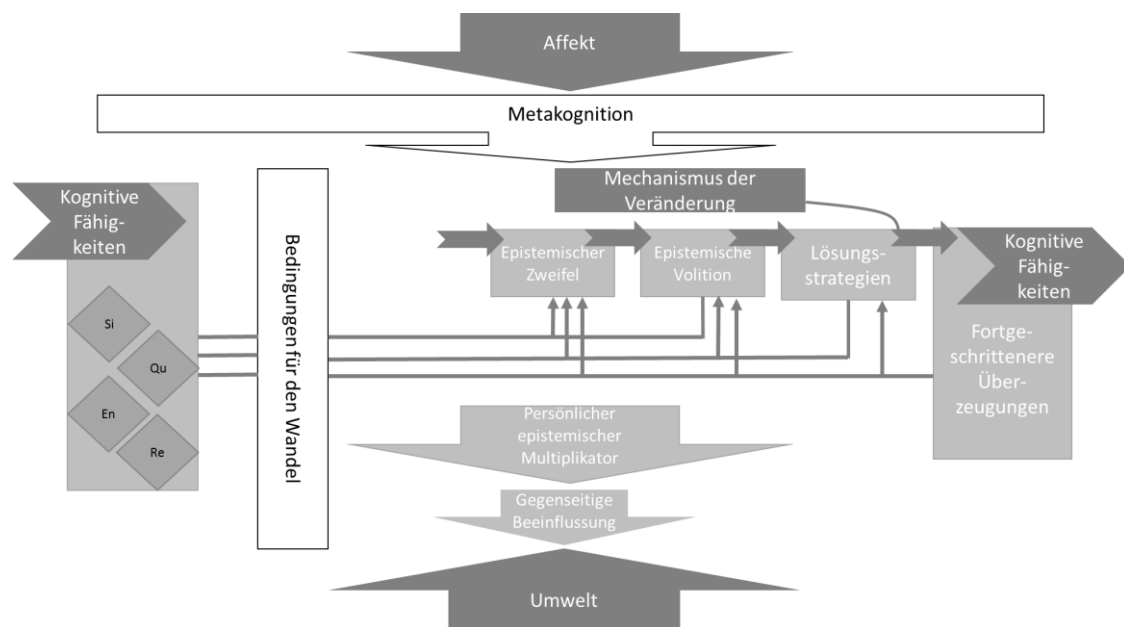 Affekt
Metakognition
Mechanismus der
Veränderung
Kognitive
Fähig-
keiten
Bedingungen für den Wandel
Epistemischer
Zweifel
Epistemische
Volition
Lösungs-
strategien
Kognitive
Fähig-
keiten
Si
Qu
En
Re
Fortge-
schrittenere
Über-
zeugungen
Persönlicher
epistemischer
Multiplikator
Gegenseitige
Beeinflussung
Umwelt